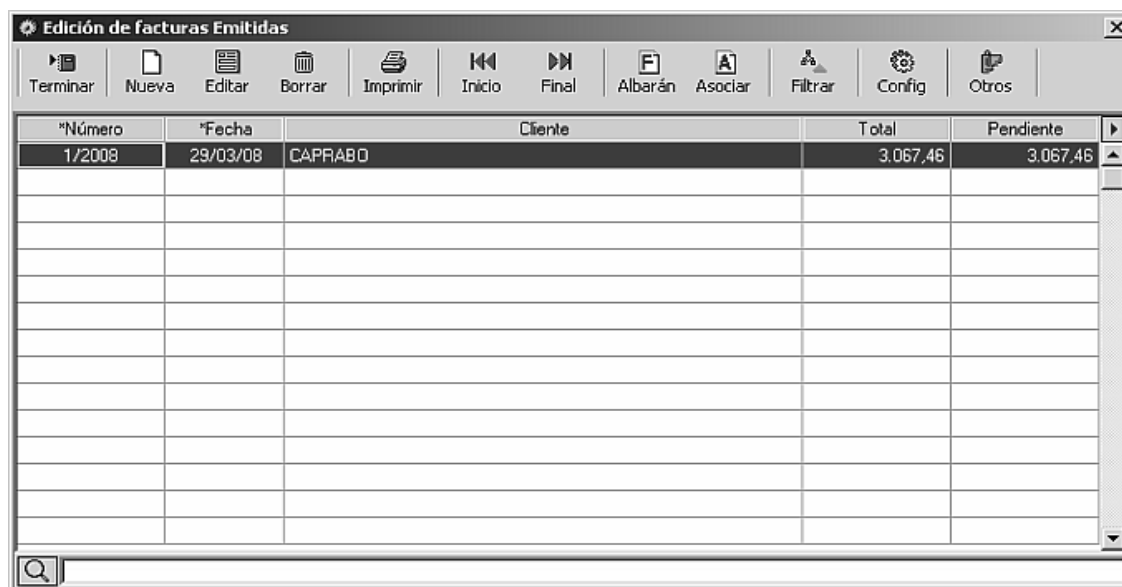 Edición de facturas Emitidas
Terminar Nueva Editar Borrar Imprimir Inicio Final Albarán Asociar Filtrar Config Otros
*Número *Fecha Cliente Total Pendiente
1/2008 29/03/08 CAPRABO 3.067,46 3.067,46